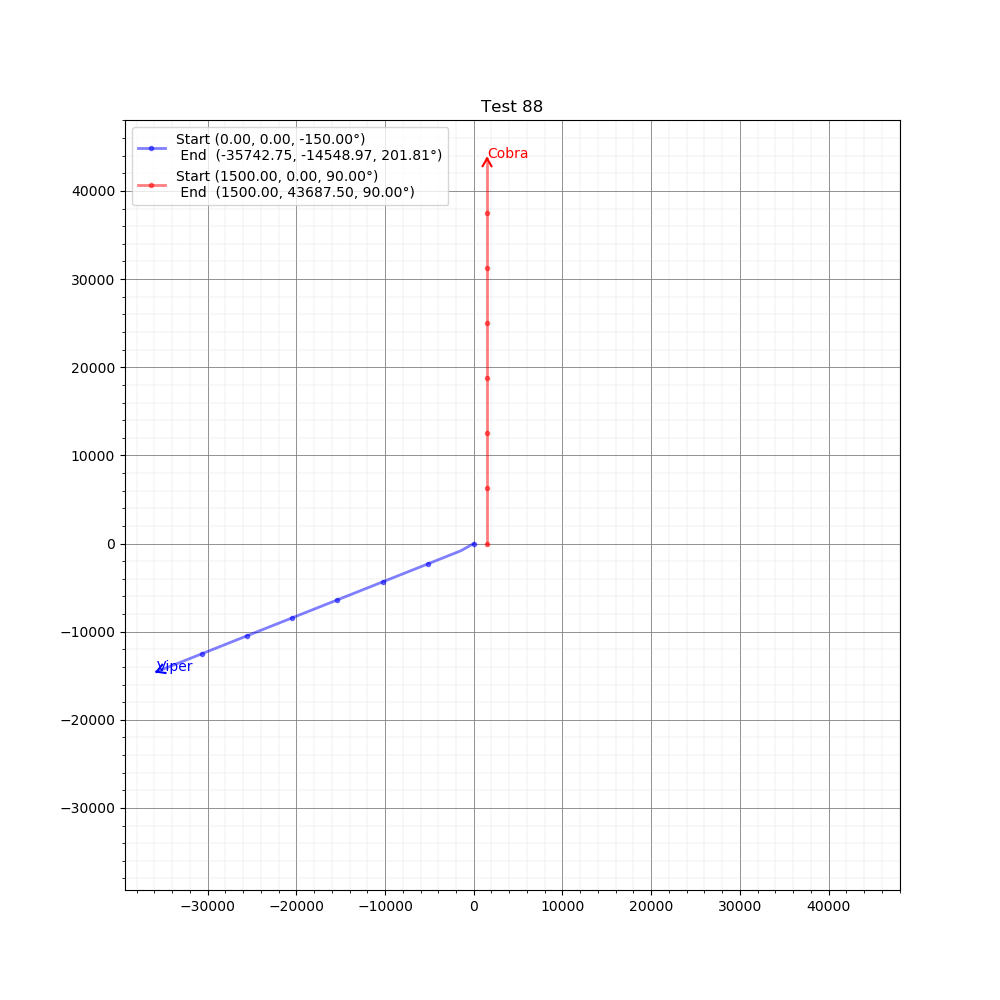 Test 88
Start (0.00, 0.00, -150.00°)
End  (-35742.75, -14548.97, 201.81°)
Start (1500.00, 0.00, 90.00°)
End  (1500.00, 43687.50, 90.00°)
Cobra
40000
30000
20000
10000
0
−10000
Viper
−20000
−30000
−30000 −20000 −10000 0 10000 20000 30000 40000